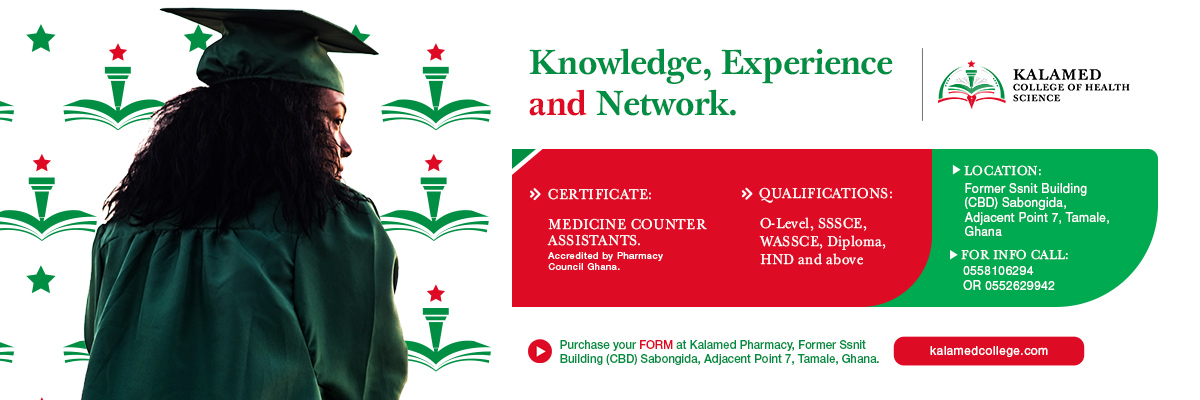 Knowledge, Experience
and Network.
KALAMED
COLLEGE OF HEALTH
SCIENCE
CERTIFICATE:
MEDICINE COUNTER
ASSISTANTS.
Accredited by Pharmacy
Council Ghana.
QUALIFICATIONS:
O-Level, SSSCE,
WASSCE, Diploma,
HND and above
LOCATION:
Former Ssnit Building
(CBD) Sabongida,
Adjacent Point 7, Tamale,
Ghana
FOR INFO CALL:
0558106294
OR 0552629942
Purchase your FORM at Kalamed Pharmacy, Former Ssnit
Building (CBD) Sabongida, Adjacent Point 7, Tamale, Ghana.
kalamedcollege.com